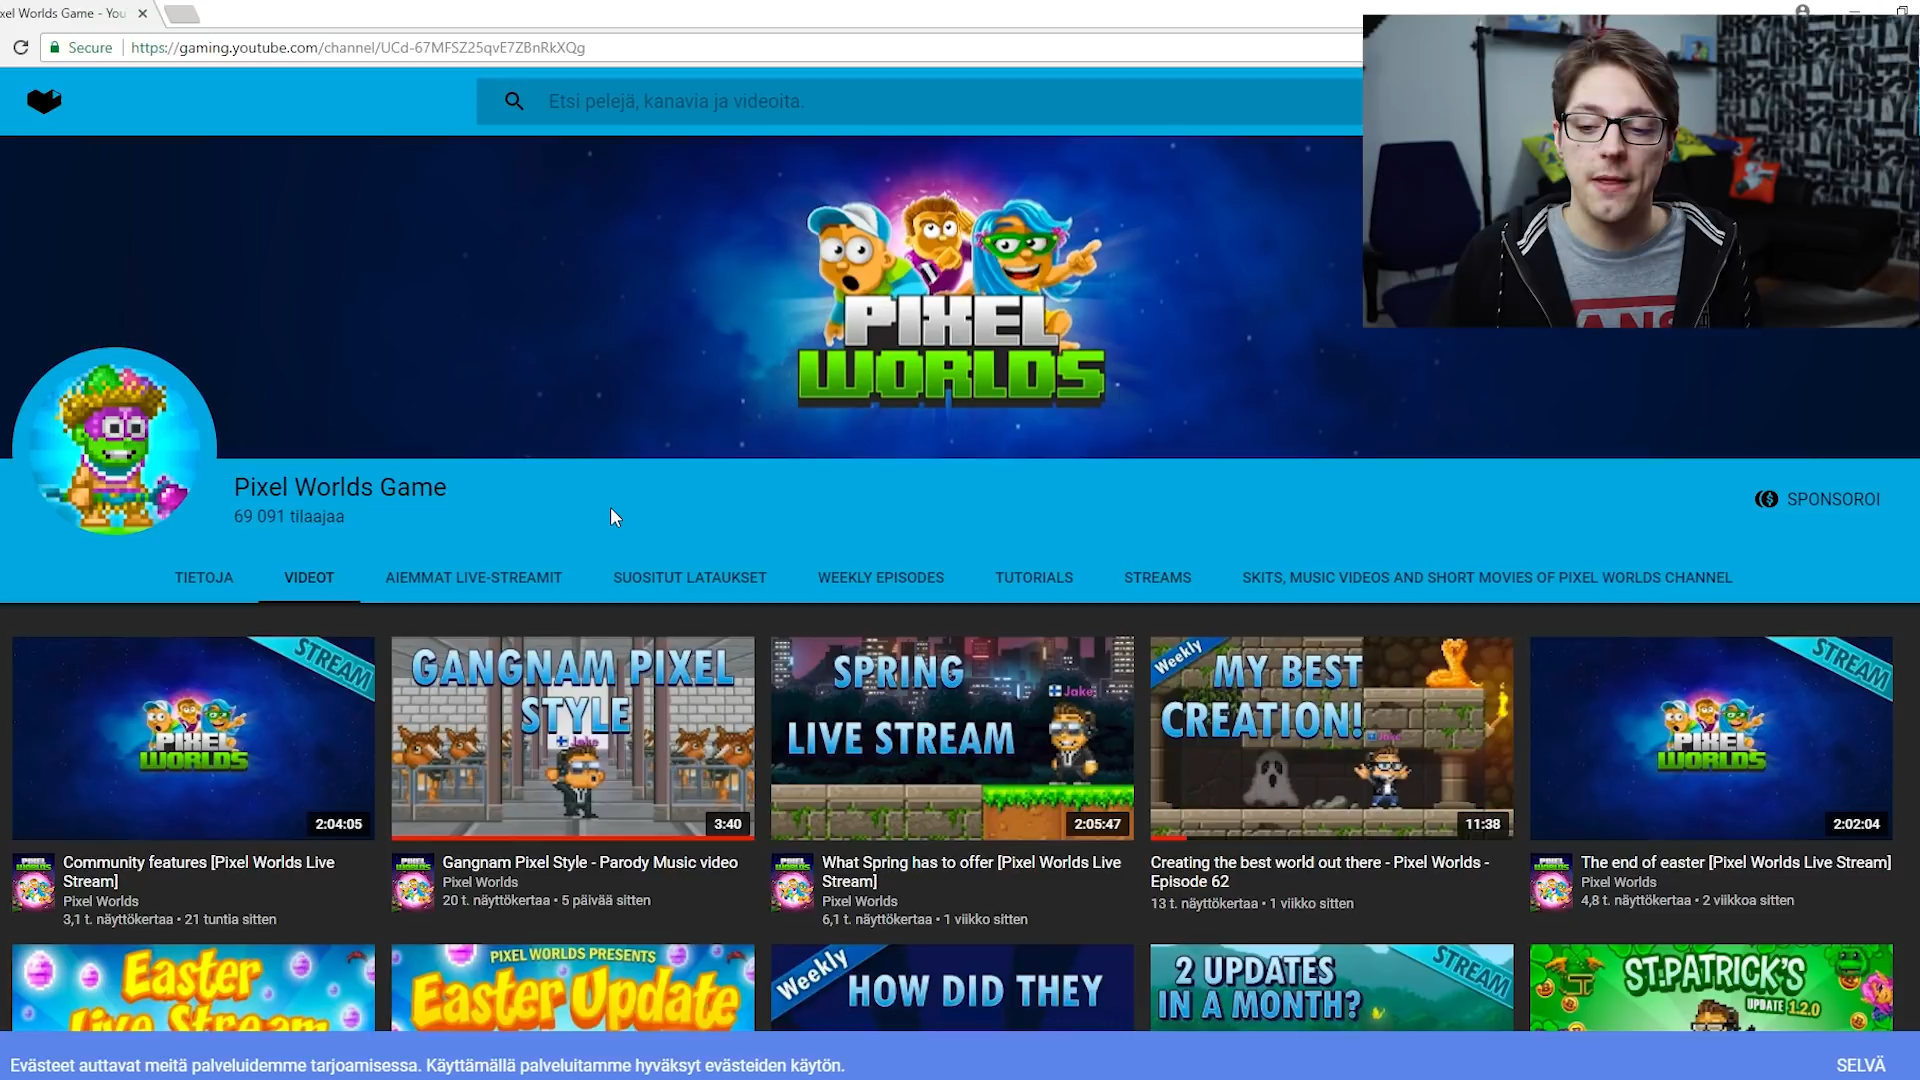 xel Worlds Game - You
Secure
https://gaming.youtube.com/channel/UCd-67MFSZ25qvE7ZBnRkXQg
Etsi pelejä, kanavia ja videoita.
PIXEL
WORLDS
ANS
Pixel Worlds Game
69 091 tilaajaa
SPONSOROI
TIETOJA
VIDEOT
AIEMMAT LIVE-STREAMIT
SUOSITUT LATAUKSET
WEEKLY EPISODES
TUTORIALS
STREAMS
SKITS, MUSIC VIDEOS AND SHORT MOVIES OF PIXEL WORLDS CHANNEL
STREAM
PIXEL
WORLDS
2:04:05
GANGNAM PIXEL
STYLE
Jake
3:40
SPRING
LIVE STREAM
Jake
2:05:47
Weekly
MY BEST
CREATION!
11:38
STREAM
PIXEL
WORLDS
2:02:04
Community features [Pixel Worlds Live
Stream]
Pixel Worlds
3,1 t. näyttökertaa • 21 tuntia sitten
Gangnam Pixel Style - Parody Music video
Pixel Worlds
20 t. näyttökertaa • 5 päivää sitten
What Spring has to offer [Pixel Worlds Live
Stream]
Pixel Worlds
6,1 t. näyttökertaa • 1 viikko sitten
Creating the best world out there - Pixel Worlds -
Episode 62
13 t. näyttökertaa • 1 viikko sitten
The end of easter [Pixel Worlds Live Stream]
Pixel Worlds
4,8 t. näyttökertaa • 2 viikkoa sitten
Easter
Live Stream
PIXEL WORLDS PRESENTS
Easter Update
Weekly
HOW DID THEY
2 UPDATES
IN A MONTH?
STREAM
ST.PATRICK'S
UPDATE 1.2.0
Evästeet auttavat meitä palveluidemme tarjoamisessa. Käyttämällä palveluitamme hyväksyt evästeiden käytön.
SELVÄ